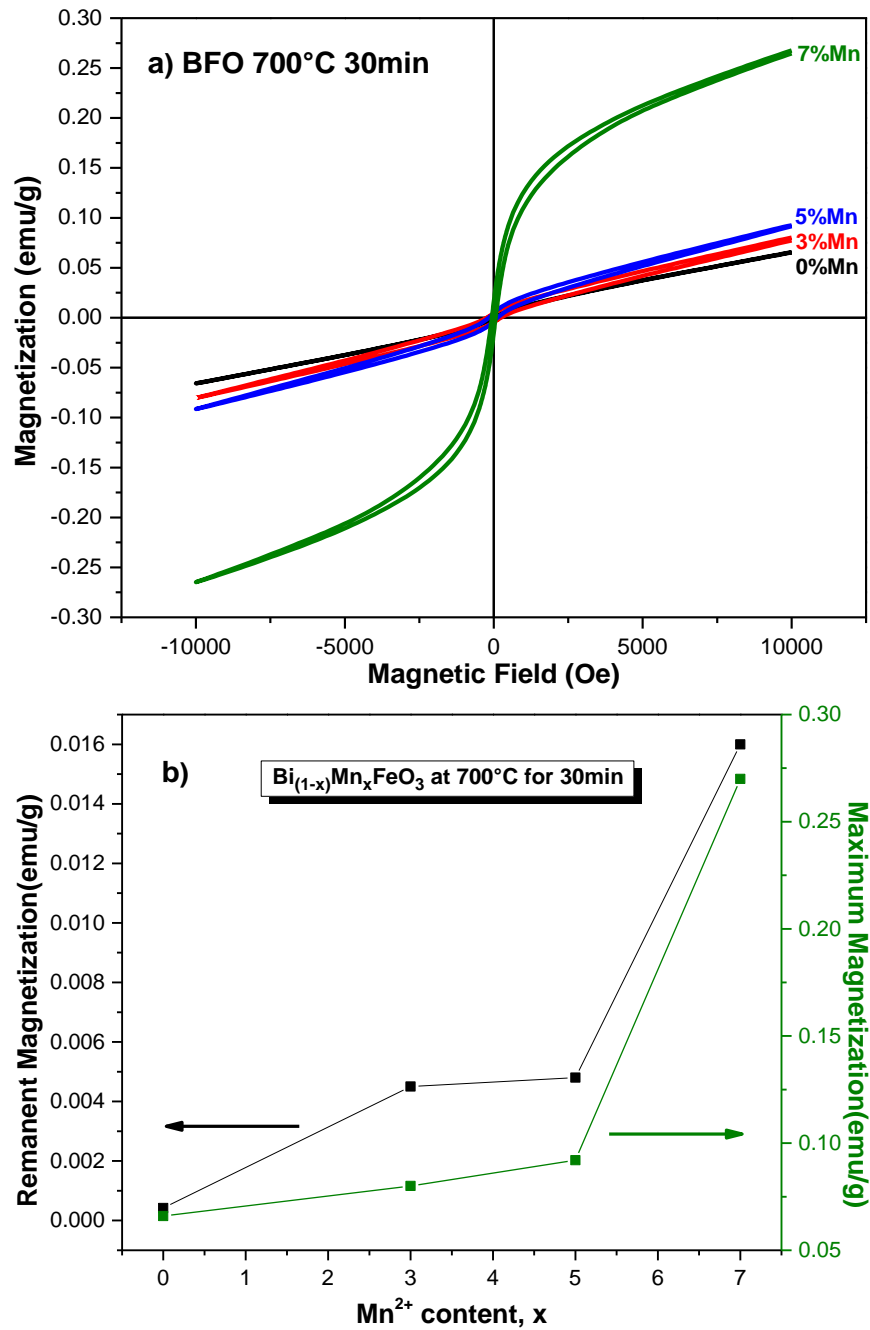 0.30
0.25
0.20
0.15
0.10
0.05
0.00
-0.05
-0.10
-0.15
-0.20
-0.25
-0.30
Magnetization (emu/g)
a) BFO 700°C 30min
7%Mn
5%Mn
3%Mn
0%Mn
-10000 -5000 0 5000 10000
Magnetic Field (Oe)
0.016
0.014
0.012
0.010
0.008
0.006
0.004
0.002
0.000
Remanent Magnetization(emu/g)
b)
Bi(1-x)MnxFeO3 at 700°C for 30min
0.30
0.25
0.20
0.15
0.10
0.05
Maximum Magnetization(emu/g)
0 1 2 3 4 5 6 7
Mn2+ content, x